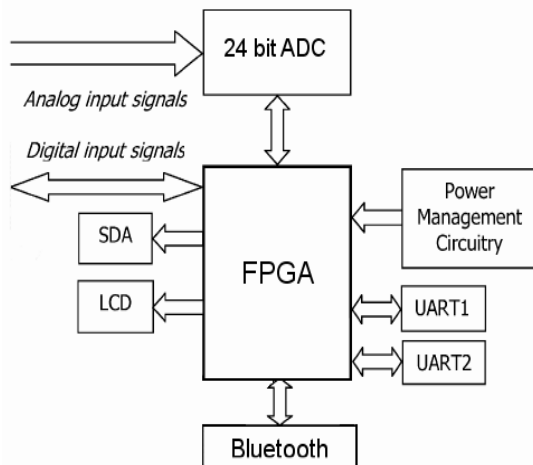 24 bit ADC
Analog input signals
Digital input signals
Power
Management
Circuitry
SDA
FPGA
LCD
UART1
UART2
Bluetooth